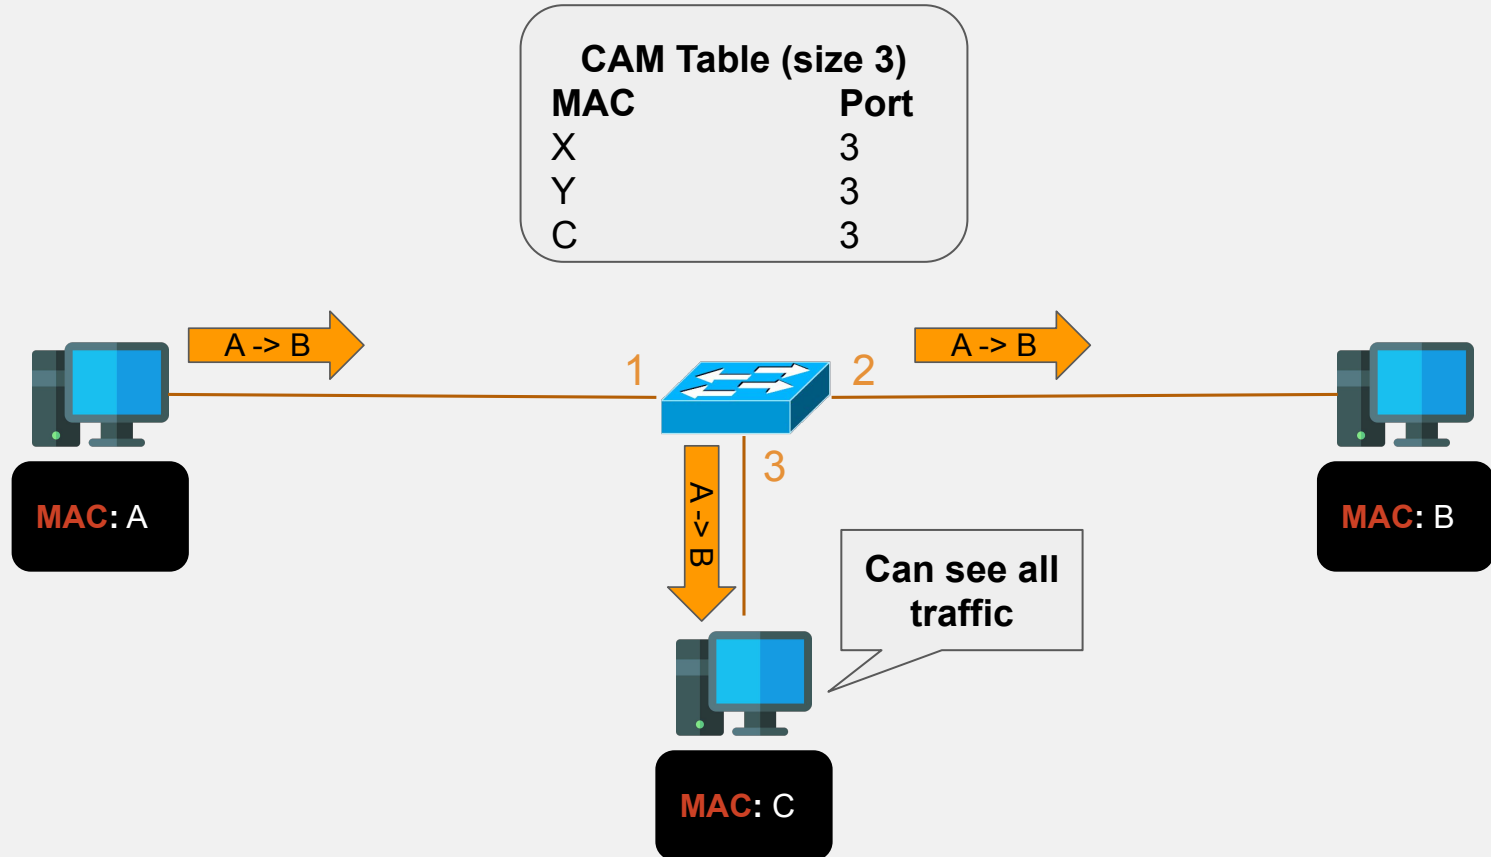 CAM Table (size 3)
MAC Port
X 3
Y 3
C 3
A -> B
A -> B
1
2
3
A -> B
MAC: A
MAC: B
Can see all
traffic
MAC: C